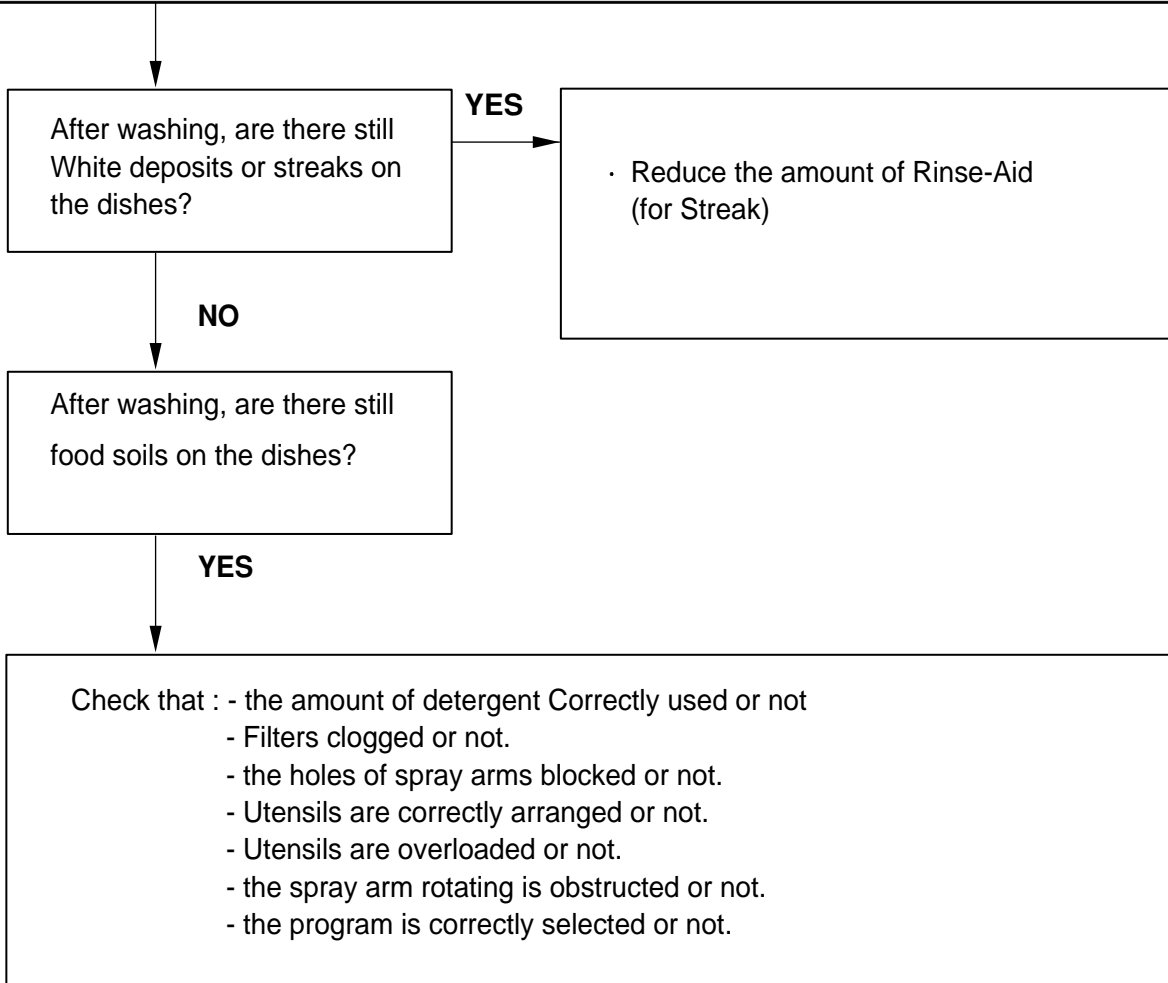 After washing, are there still
White deposits or streaks on
the dishes?
YES
· Reduce the amount of Rinse-Aid
(for Streak)
NO
After washing, are there still
food soils on the dishes?
YES
Check that : - the amount of detergent Correctly used or not
- Filters clogged or not.
- the holes of spray arms blocked or not.
- Utensils are correctly arranged or not.
- Utensils are overloaded or not.
- the spray arm rotating is obstructed or not.
- the program is correctly selected or not.